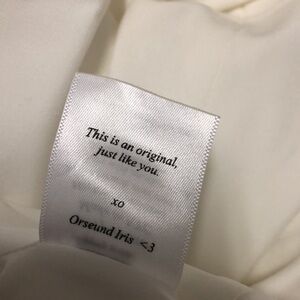 This is an original,
just like you.
xo
Orseund Iris <3